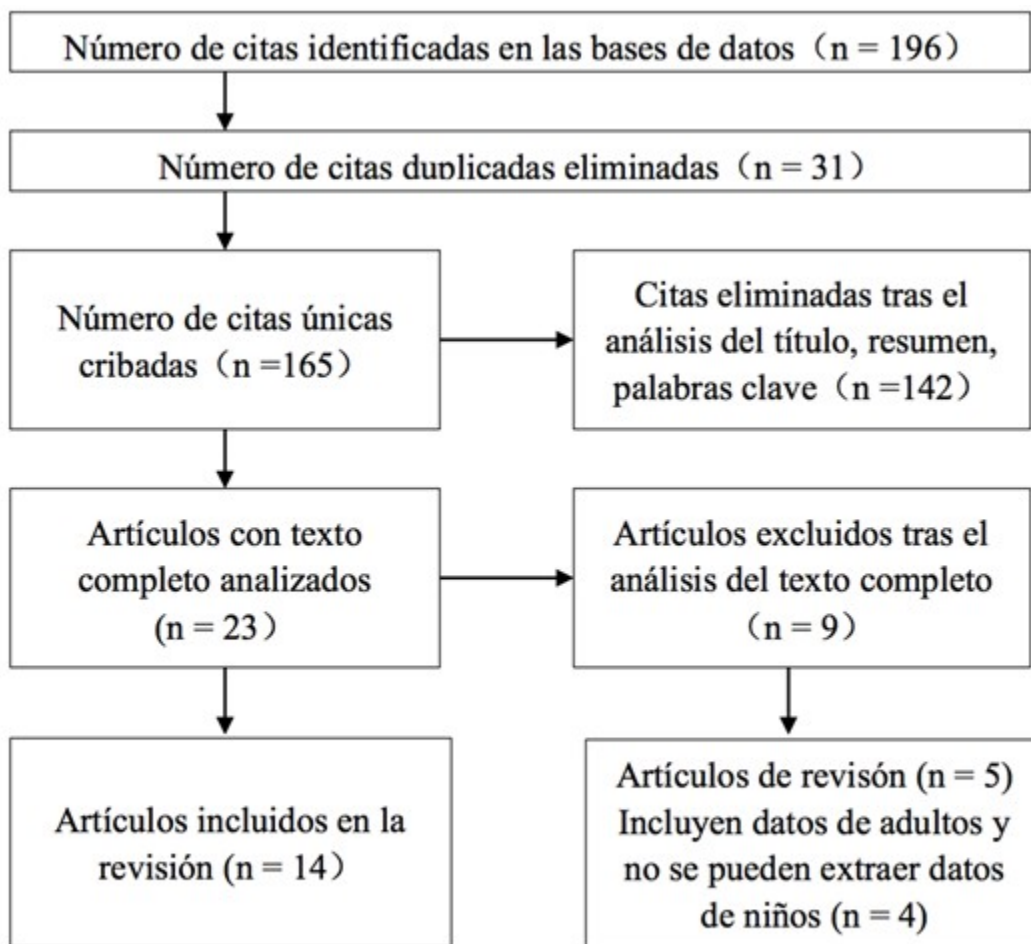 Número de citas identificadas en las bases de datos（n = 196）
Número de citas duplicadas eliminadas（n = 31）
Número de citas únicas
cribadas（n =165）
Citas eliminadas tras el
análisis del título, resumen,
palabras clave（n =142）
Artículos con texto
completo analizados
(n = 23）
Artículos excluidos tras el
análisis del texto completo
（n = 9）
Artículos incluidos en la
revisión (n = 14）
Artículos de revisón (n = 5)
Incluyen datos de adultos y
no se pueden extraer datos
de niños (n = 4)